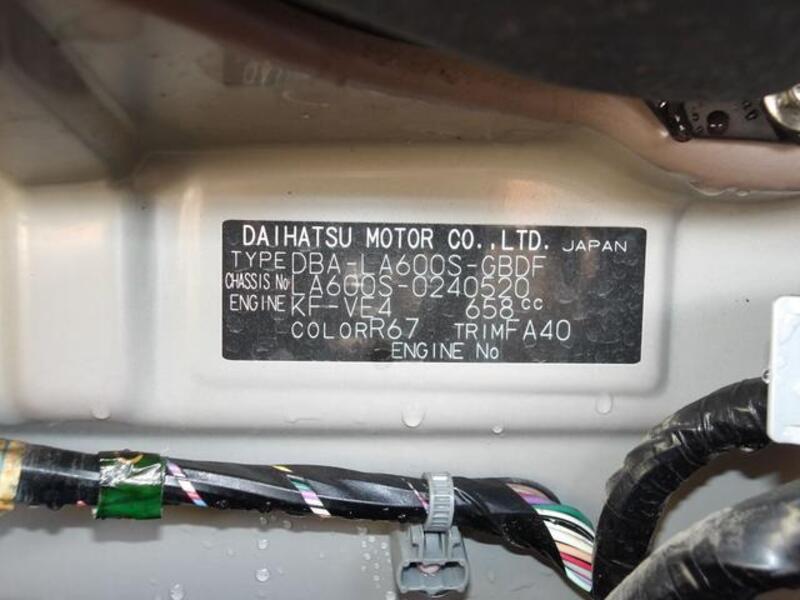 DAIHATSU MOTOR CO.,LTD. JAPAN
TYPE DBA-LA600S-GBDF
CHASSIS No LA600S-0240520
ENGINE KF-VE4 658cc
COLOR R67 TRIM FA40
ENGINE No